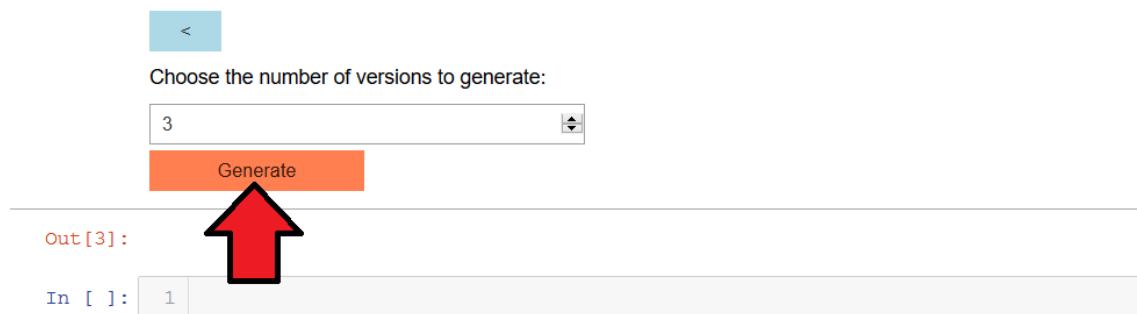 <
Choose the number of versions to generate:
3
Generate
Out[3]:
In [ ]: 1